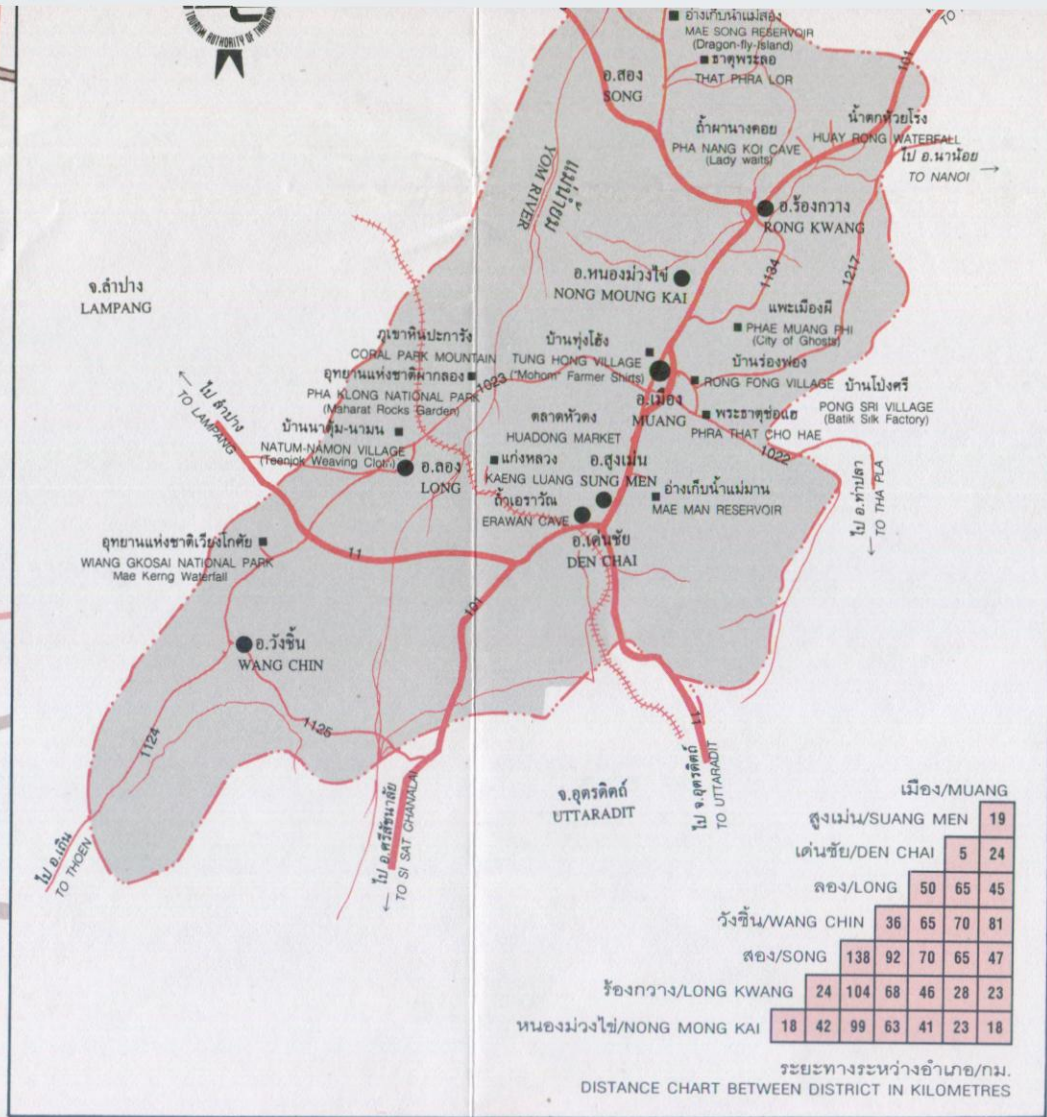 TOURISM AUTHORITY OF THAILAND
อ่างเก็บน้ำแม่สอง
MAE SONG RESERVOIR
(Dragon-fly-Island)
ธาตุพระลอ
THAT PHRA LOR
101
อ.สอง
SONG
ถ้ำผานางคอย
PHA NANG KOI CAVE
(Lady waits)
น้ำตกห้วยโรง
HUAY RONG WATERFALL
ไป อ.นาน้อย
TO NANOI →
แม่น้ำยม
YOM RIVER
อ.ร้องกวาง
RONG KWANG
จ.ลำปาง
LAMPANG
อ.หนองม่วงไข่
NONG MOUNG KAI
1134
1217
แพะเมืองผี
PHAE MUANG PHI
(City of Ghosts)
ภูเขาหินปะการัง
CORAL PARK MOUNTAIN
อุทยานแห่งชาติผากลอง
PHA KLONG NATIONAL PARK
(Maharat Rocks Garden)
1023
บ้านทุ่งโฮ้ง
TUNG HONG VILLAGE
("Mohom" Farmer Shirts)
บ้านร่องฟอง
RONG FONG VILLAGE
บ้านโป่งศรี
PONG SRI VILLAGE
(Batik Silk Factory)
อ.เมือง
MUANG
พระธาตุช่อแฮ
PHRA THAT CHO HAE
1022
← ไป ลำปาง
TO LAMPANG
บ้านนาตุ้ม-นามน
NATUM-NAMON VILLAGE
(Teenjok Weaving Cloth)
อ.ลอง
LONG
ตลาดหัวดง
HUADONG MARKET
แก่งหลวง
KAENG LUANG
อ.สูงเม่น
SUNG MEN
ถ้ำเอราวัณ
ERAWAN CAVE
อ่างเก็บน้ำแม่มาน
MAE MAN RESERVOIR
← ไป อ.ท่าปลา
TO THA PLA
อุทยานแห่งชาติเวียงโกศัย
WIANG GKOSAI NATIONAL PARK
Mae Kerng Waterfall
11
อ.เด่นชัย
DEN CHAI
101
อ.วังชิ้น
WANG CHIN
1124
1125
11
ไป อ.เถิน
TO THOEN
← ไป อ.ศรีสัชนาลัย
TO SI SAT CHANALAI
จ.อุตรดิตถ์
UTTARADIT
ไป จ.อุตรดิตถ์
TO UTTARADIT
เมือง/MUANG
สูงเม่น/SUANG MEN 19
เด่นชัย/DEN CHAI 5 24
ลอง/LONG 50 65 45
วังชิ้น/WANG CHIN 36 65 70 81
สอง/SONG 138 92 70 65 47
ร้องกวาง/LONG KWANG 24 104 68 46 28 23
หนองม่วงไข่/NONG MONG KAI 18 42 99 63 41 23 18
ระยะทางระหว่างอำเภอ/กม.
DISTANCE CHART BETWEEN DISTRICT IN KILOMETRES